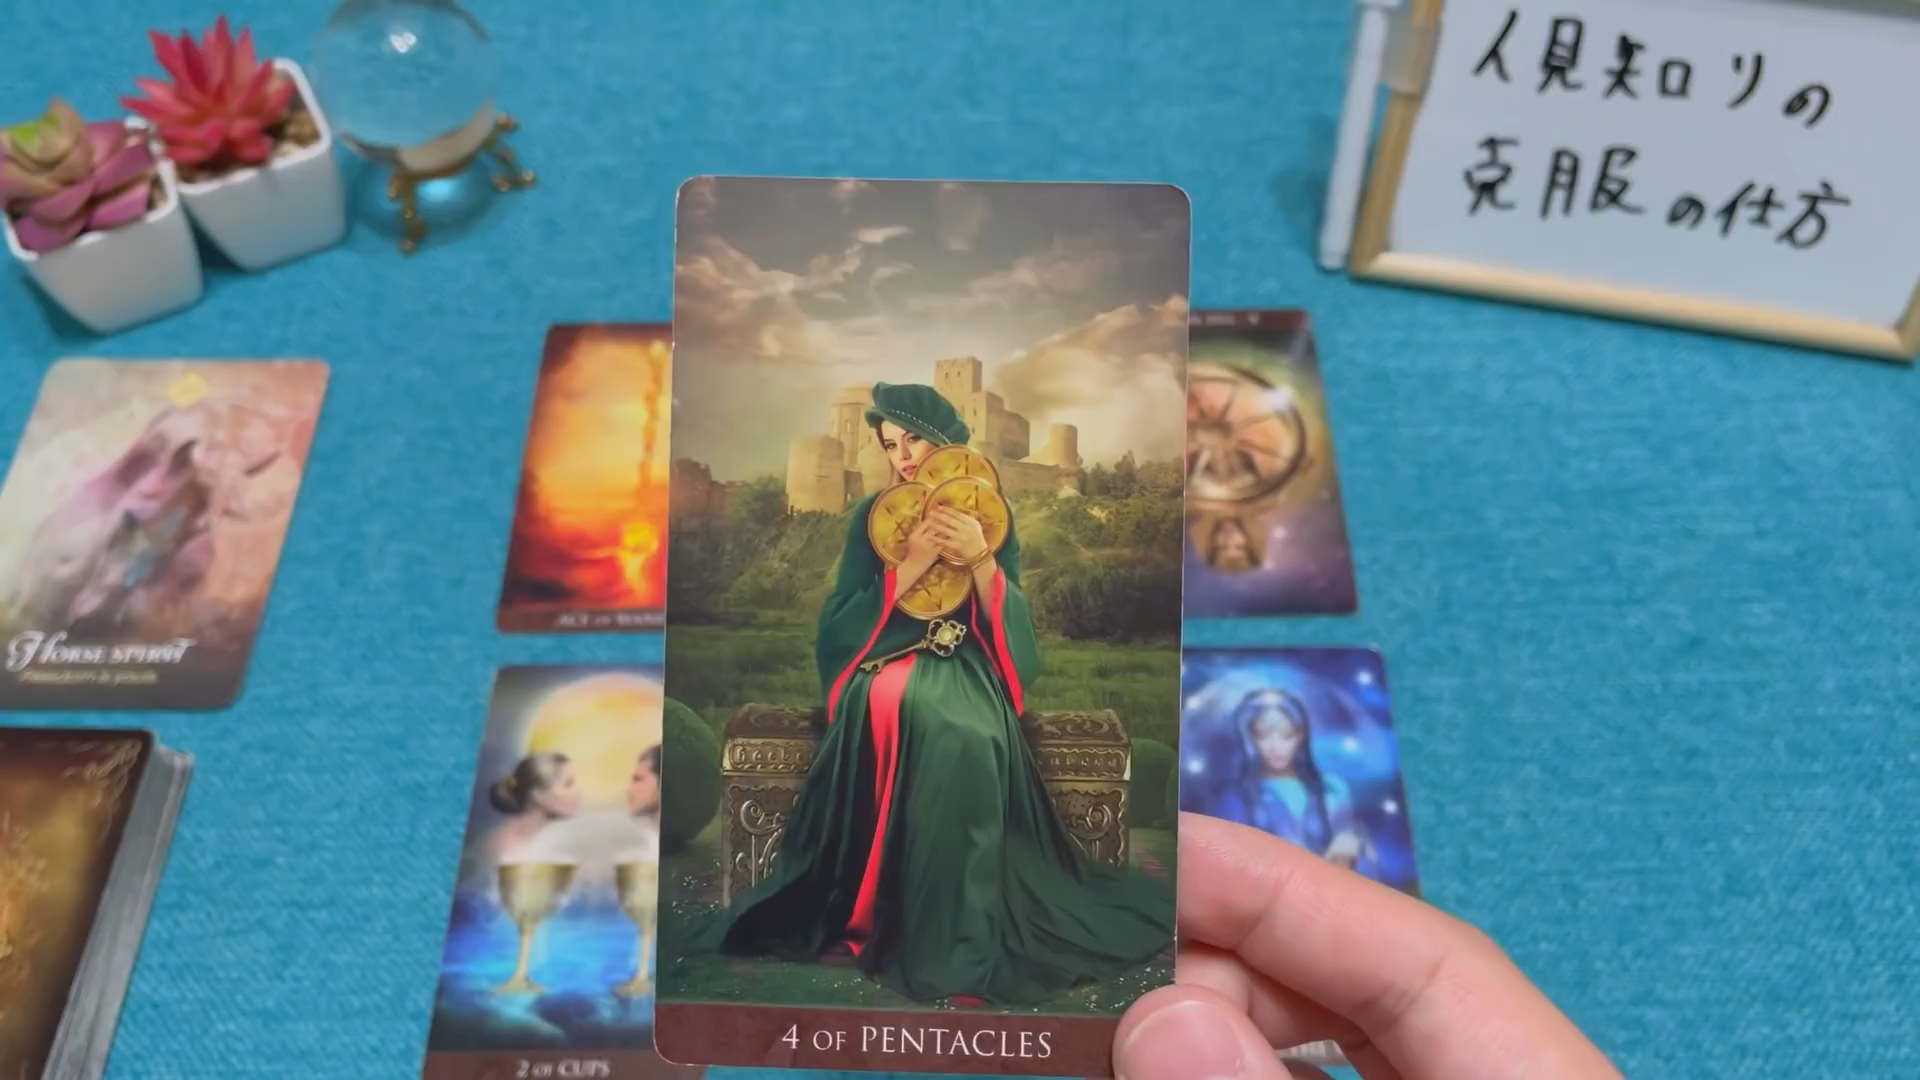 人見知りの
克服の仕方
HORSE SPIRIT
ACE OF WANDS
2 OF CUPS
4 OF PENTACLES